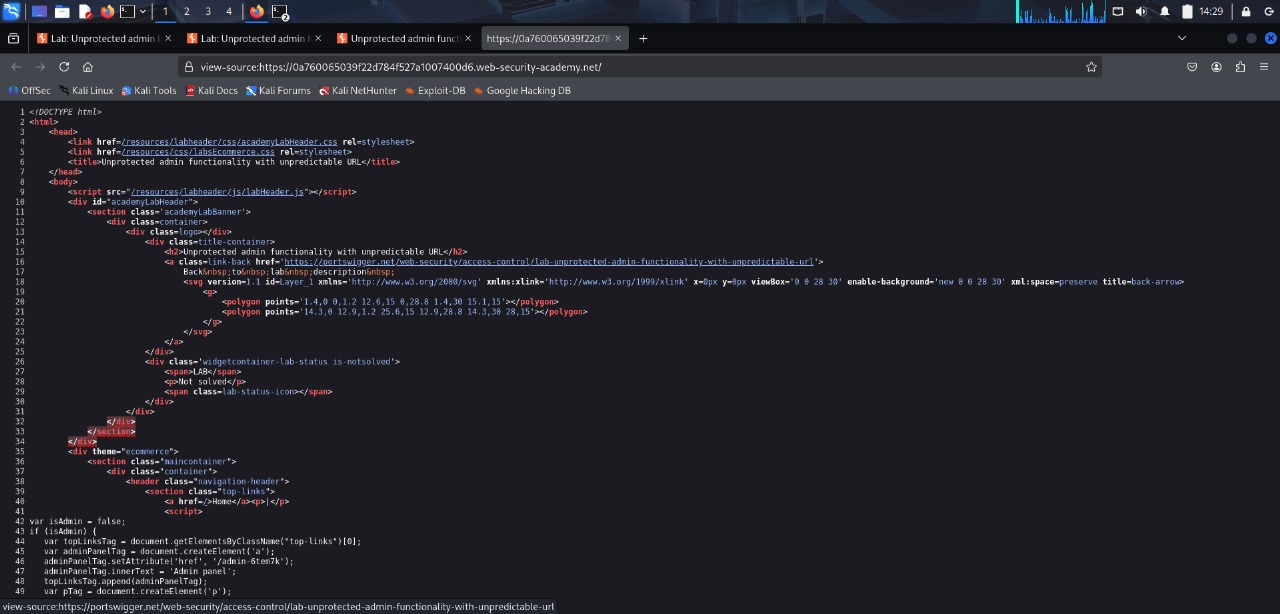 1 2 3 4 2 14:29
Lab: Unprotected admin f Lab: Unprotected admin f Unprotected admin funct https://0a760065039f22d78
view-source:https://0a760065039f22d784f527a1007400d6.web-security-academy.net/
OffSec Kali Linux Kali Tools Kali Docs Kali Forums Kali NetHunter Exploit-DB Google Hacking DB
1 <!DOCTYPE html>
2 <html>
3 <head>
4 <link href=/resources/labheader/css/academyLabHeader.css rel=stylesheet>
5 <link href=/resources/css/labsEcommerce.css rel=stylesheet>
6 <title>Unprotected admin functionality with unpredictable URL</title>
7 </head>
8 <body>
9 <script src="/resources/labheader/js/labHeader.js"></script>
10 <div id="academyLabHeader">
11 <section class='academyLabBanner'>
12 <div class=container>
13 <div class=logo></div>
14 <div class=title-container>
15 <h2>Unprotected admin functionality with unpredictable URL</h2>
16 <a class=link-back href='https://portswigger.net/web-security/access-control/lab-unprotected-admin-functionality-with-unpredictable-url'>
17 Back&nbsp;to&nbsp;lab&nbsp;description&nbsp;
18 <svg version=1.1 id=Layer_1 xmlns='http://www.w3.org/2000/svg' xmlns:xlink='http://www.w3.org/1999/xlink' x=0px y=0px viewBox='0 0 28 30' enable-background='new 0 0 28 30' xml:space=preserve title=back-arrow>
19 <g>
20 <polygon points='1.4,0 0,1.2 12.6,15 0,28.8 1.4,30 15.1,15'></polygon>
21 <polygon points='14.3,0 12.9,1.2 25.6,15 12.9,28.8 14.3,30 28,15'></polygon>
22 </g>
23 </svg>
24 </a>
25 </div>
26 <div class='widgetcontainer-lab-status is-notsolved'>
27 <span>LAB</span>
28 <p>Not solved</p>
29 <span class=lab-status-icon></span>
30 </div>
31 </div>
32 </div>
33 </section>
34 </div>
35 <div theme="ecommerce">
36 <section class="maincontainer">
37 <div class="container">
38 <header class="navigation-header">
39 <section class="top-links">
40 <a href=/>Home</a><p>|</p>
41 <script>
42 var isAdmin = false;
43 if (isAdmin) {
44 var topLinksTag = document.getElementsByClassName("top-links")[0];
45 var adminPanelTag = document.createElement('a');
46 adminPanelTag.setAttribute('href', '/admin-6tem7k');
47 adminPanelTag.innerText = 'Admin panel';
48 topLinksTag.append(adminPanelTag);
49 var pTag = document.createElement('p');
view-source:https://portswigger.net/web-security/access-control/lab-unprotected-admin-functionality-with-unpredictable-url